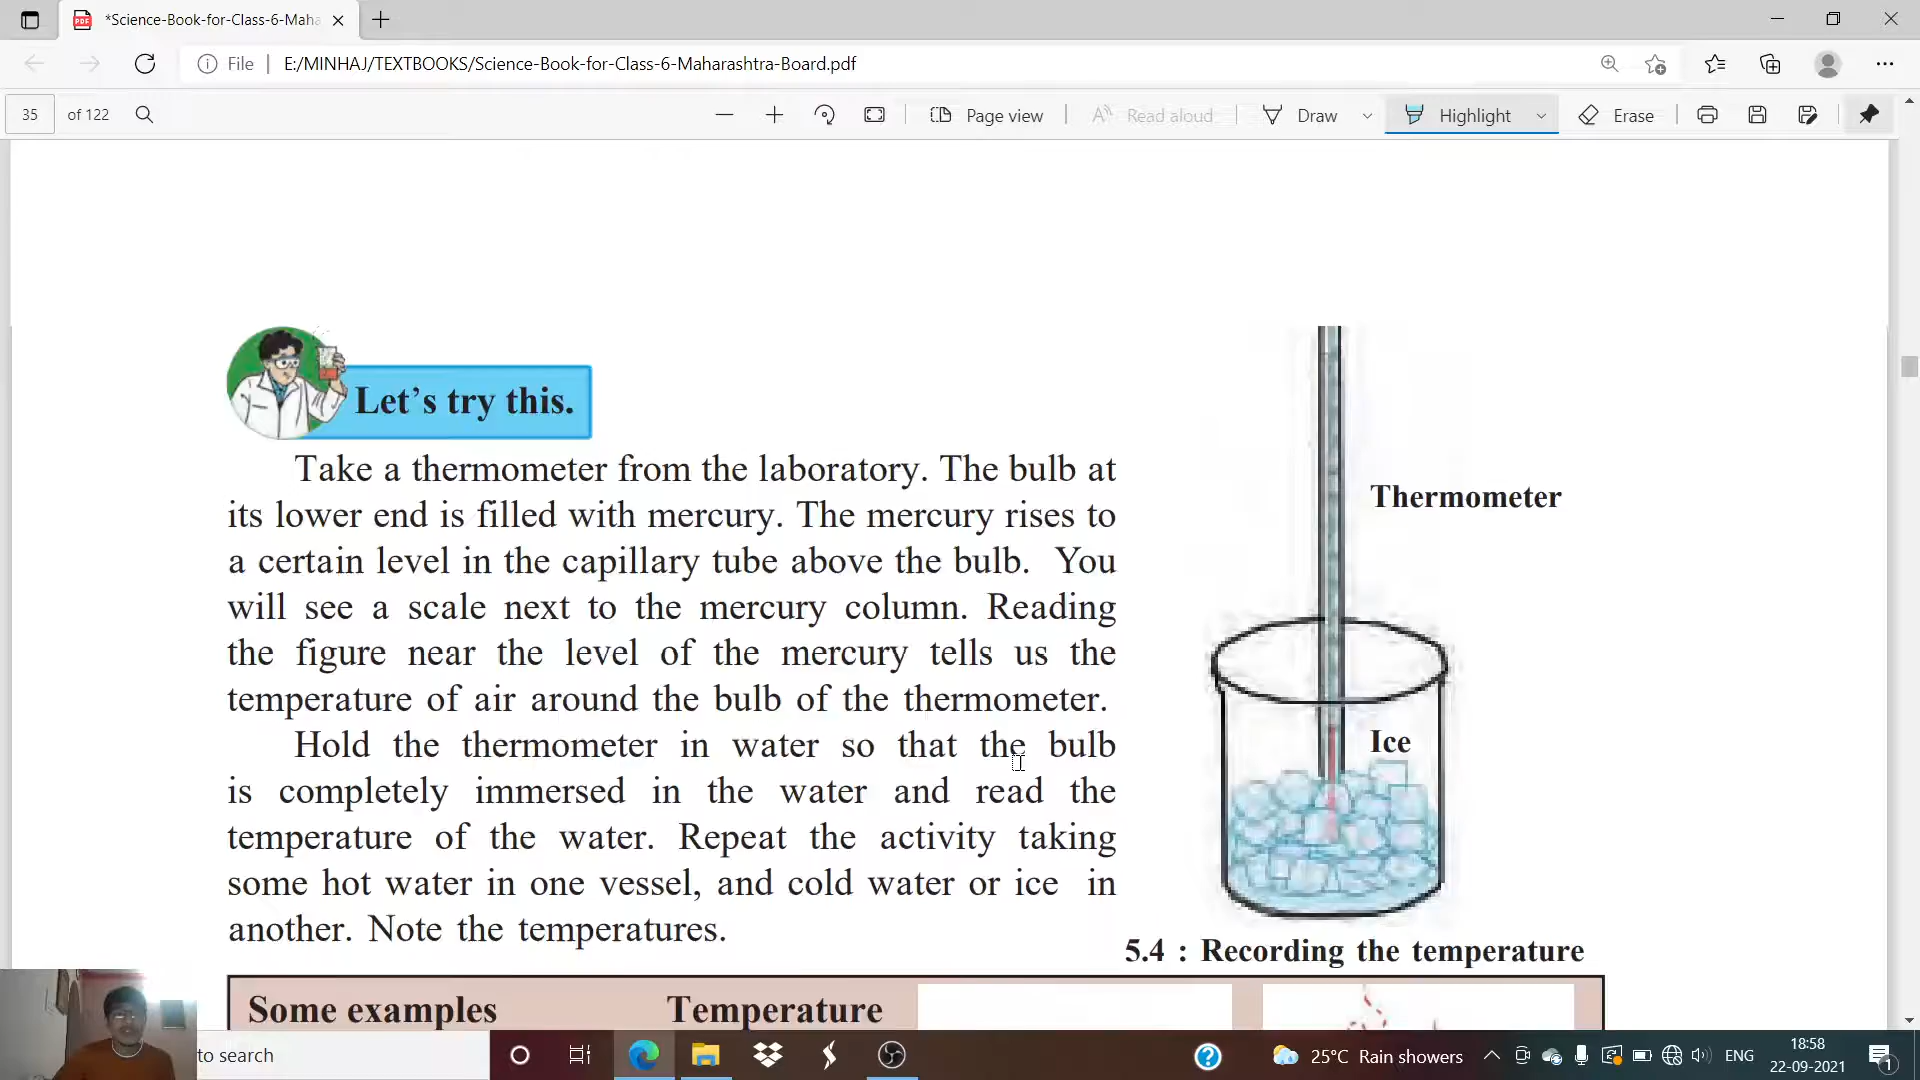 *Science-Book-for-Class-6-Maha
File
E:/MINHAJ/TEXTBOOKS/Science-Book-for-Class-6-Maharashtra-Board.pdf
35 of 122
Page view
Read aloud
Draw
Highlight
Erase
Let's try this.
Take a thermometer from the laboratory. The bulb at
its lower end is filled with mercury. The mercury rises to
a certain level in the capillary tube above the bulb. You
will see a scale next to the mercury column. Reading
the figure near the level of the mercury tells us the
temperature of air around the bulb of the thermometer.
Hold the thermometer in water so that the bulb
is completely immersed in the water and read the
temperature of the water. Repeat the activity taking
some hot water in one vessel, and cold water or ice in
another. Note the temperatures.
Thermometer
Ice
5.4 : Recording the temperature
Some examples
Temperature
to search
25°C Rain showers
ENG
18:58
22-09-2021
1